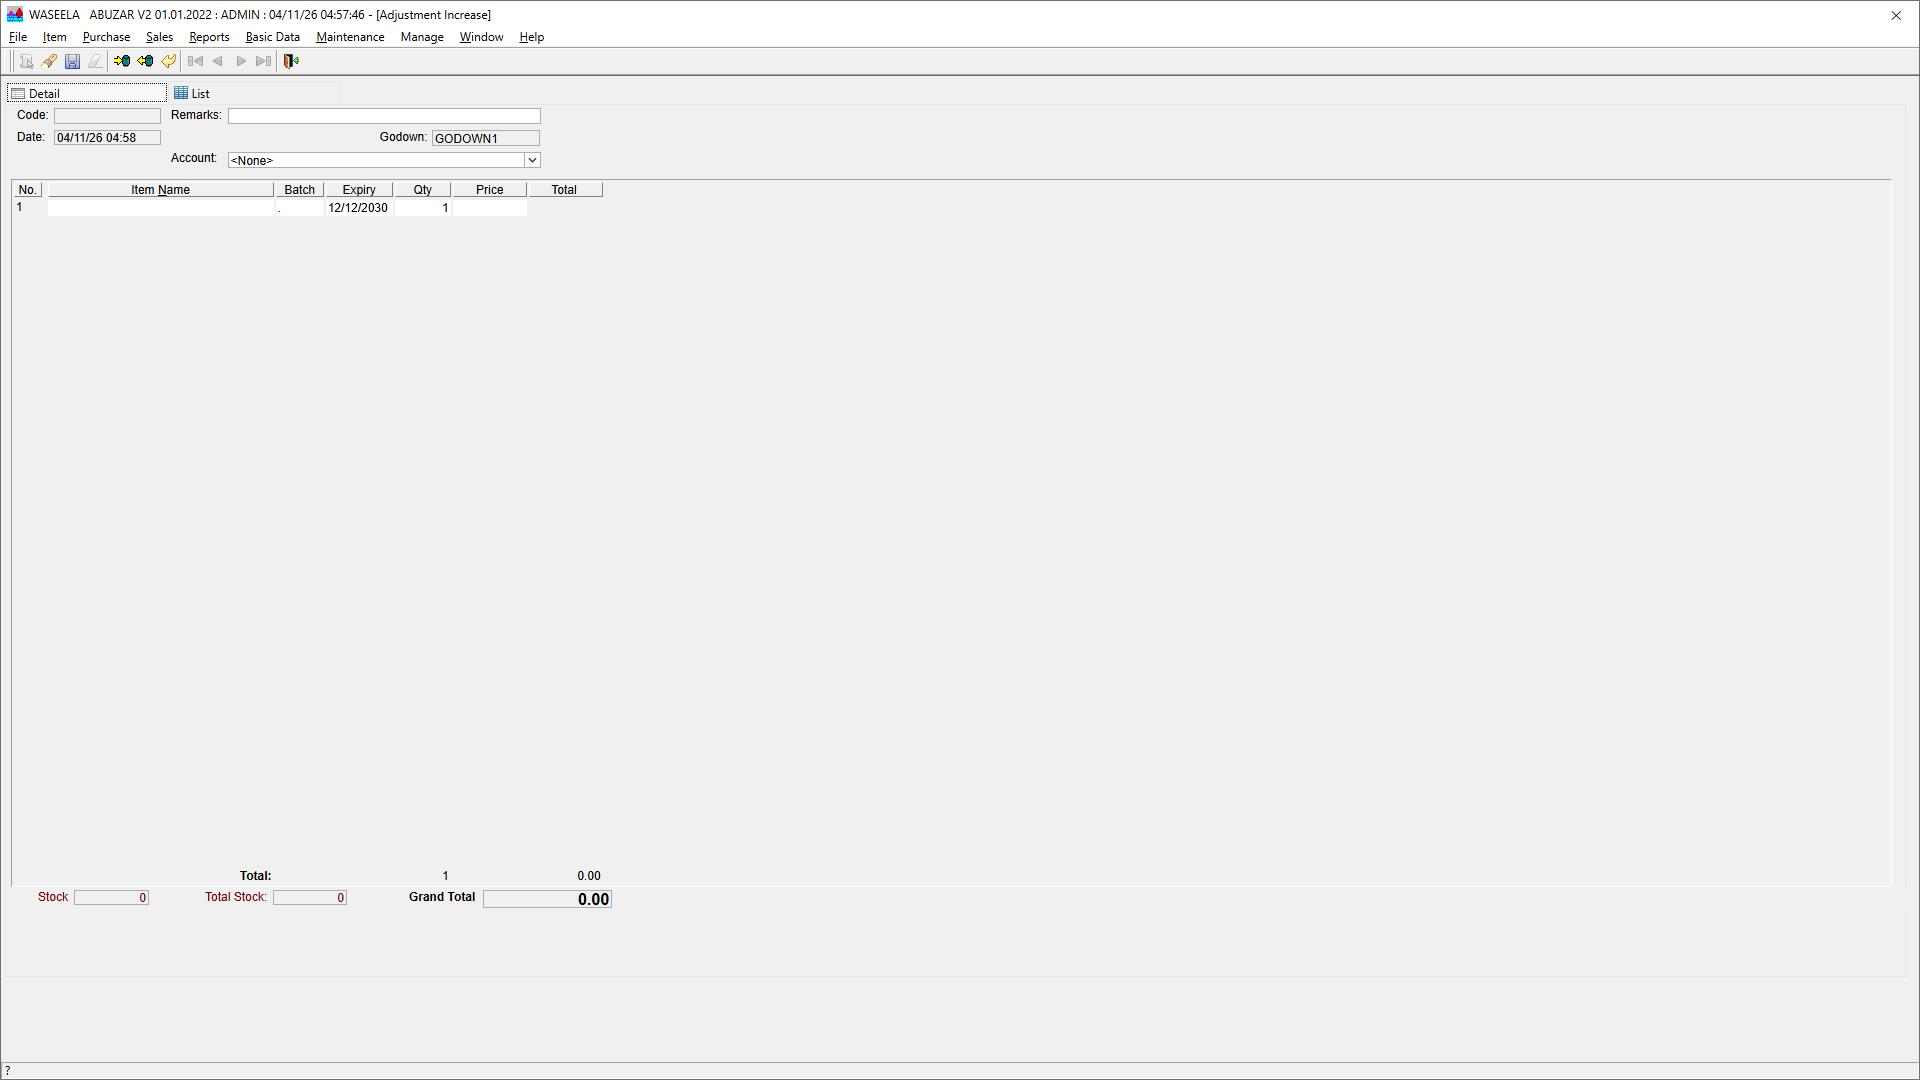 WASEELA   ABUZAR V2 01.01.2022 : ADMIN : 04/11/26 04:57:46 - [Adjustment Increase]
File Item Purchase Sales Reports Basic Data Maintenance Manage Window Help
Detail List
Code: Remarks:
Date: 04/11/26 04:58 Godown: GODOWN1
Account: <None>
No. Item Name Batch Expiry Qty Price Total
1 . 12/12/2030 1
Total: 1 0.00
Stock 0 Total Stock: 0 Grand Total 0.00
?